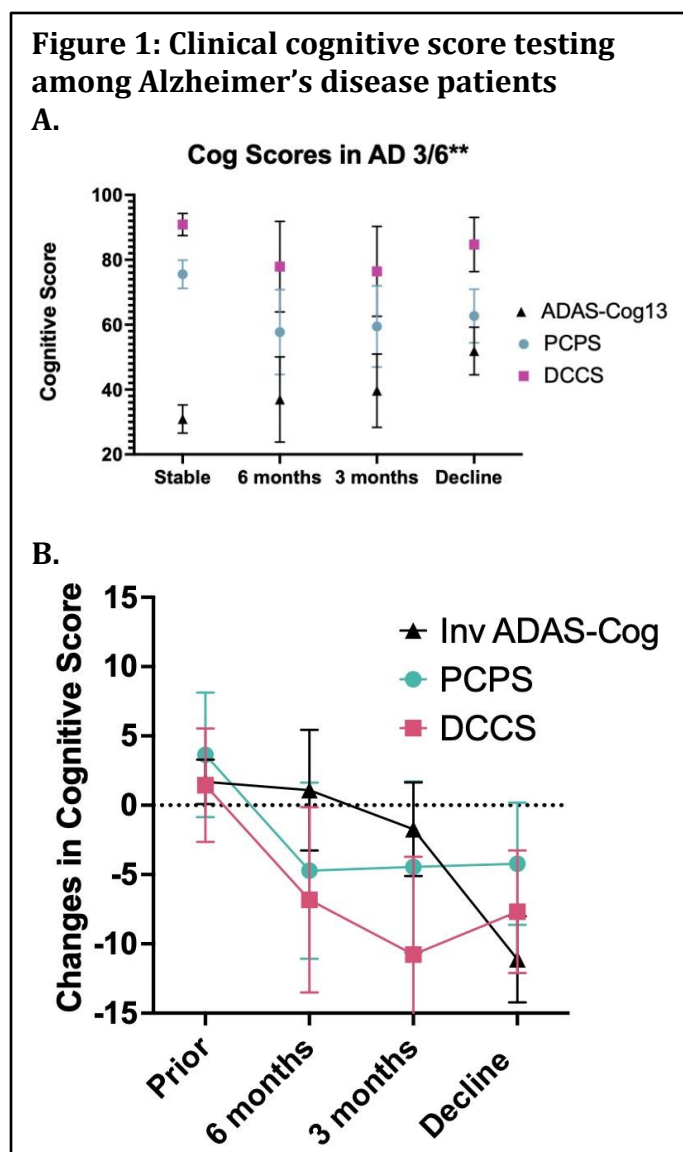 Figure 1: Clinical cognitive score testing
among Alzheimer’s disease patients
A.
Cog Scores in AD 3/6**
Cognitive Score
100
80
60
40
20
Stable
6 months
3 months
Decline
ADAS-Cog13
PCPS
DCCS
B.
Changes in Cognitive Score
15
10
5
0
-5
-10
-15
Prior
6 months
3 months
Decline
Inv ADAS-Cog
PCPS
DCCS